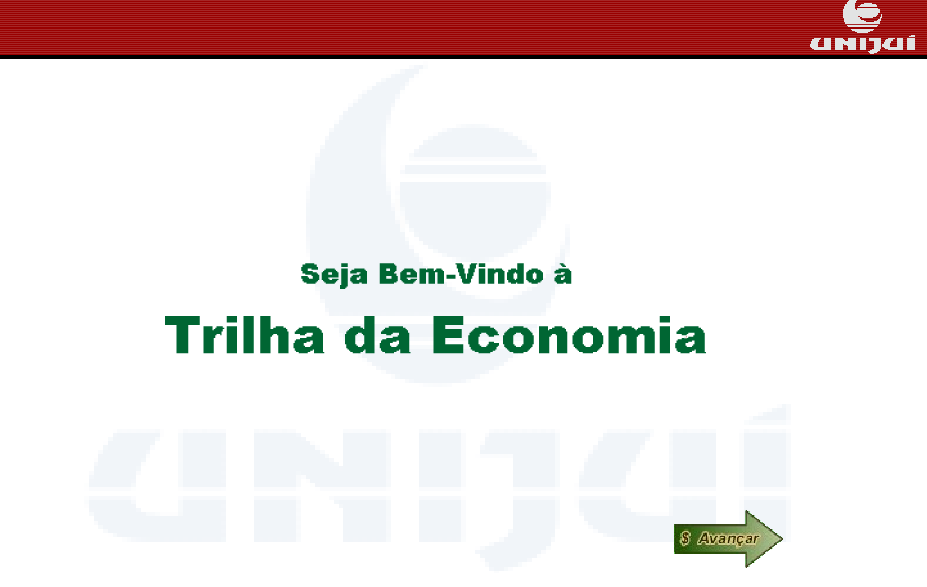 UNIJUÍ
Seja Bem-Vindo à
Trilha da Economia
UNIJUÍ
$ Avançar